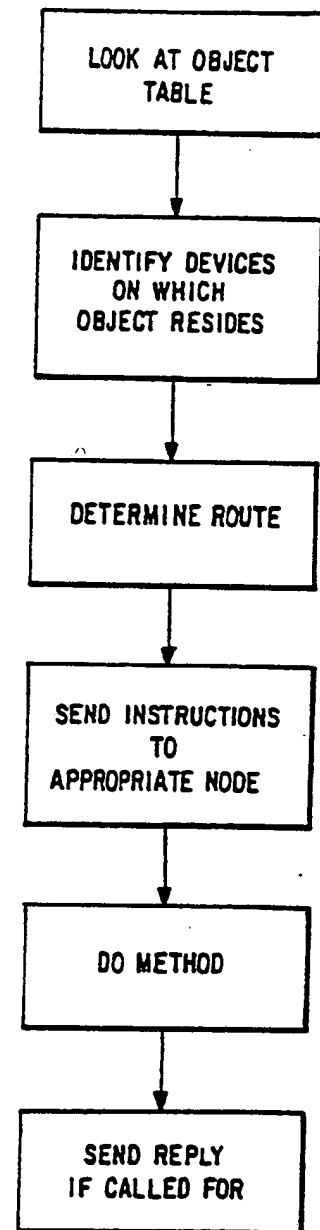 LOOK AT OBJECT
TABLE
IDENTIFY DEVICES
ON WHICH
OBJECT RESIDES
DETERMINE ROUTE
SEND INSTRUCTIONS
TO
APPROPRIATE NODE
DO METHOD
SEND REPLY
IF CALLED FOR